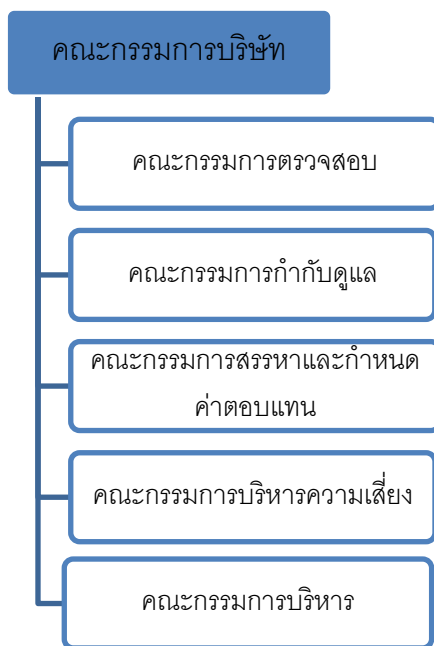 คณะกรรมการบริษัท
คณะกรรมการตรวจสอบ
คณะกรรมการกำกับดูแล
คณะกรรมการสรรหาและกำหนด
ค่าตอบแทน
คณะกรรมการบริหารความเสี่ยง
คณะกรรมการบริหาร